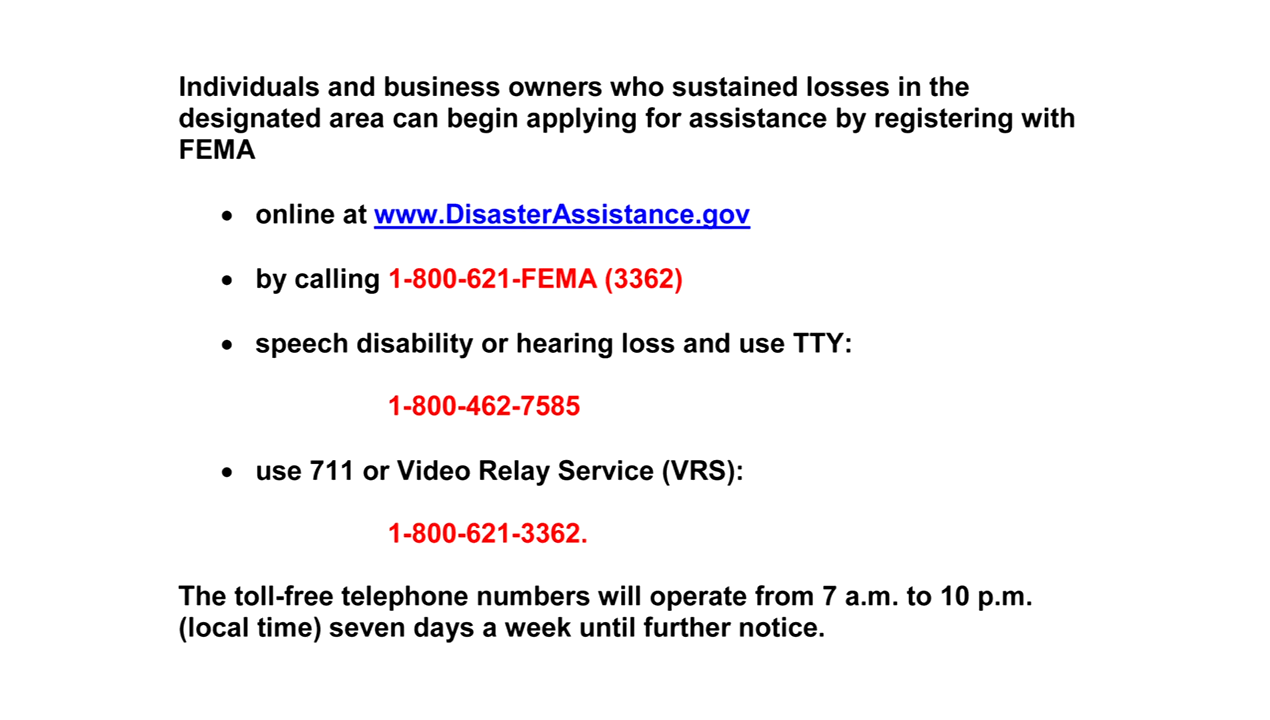 Individuals and business owners who sustained losses in the
designated area can begin applying for assistance by registering with
FEMA
• online at www.DisasterAssistance.gov
• by calling 1-800-621-FEMA (3362)
• speech disability or hearing loss and use TTY:
1-800-462-7585
• use 711 or Video Relay Service (VRS):
1-800-621-3362.
The toll-free telephone numbers will operate from 7 a.m. to 10 p.m.
(local time) seven days a week until further notice.